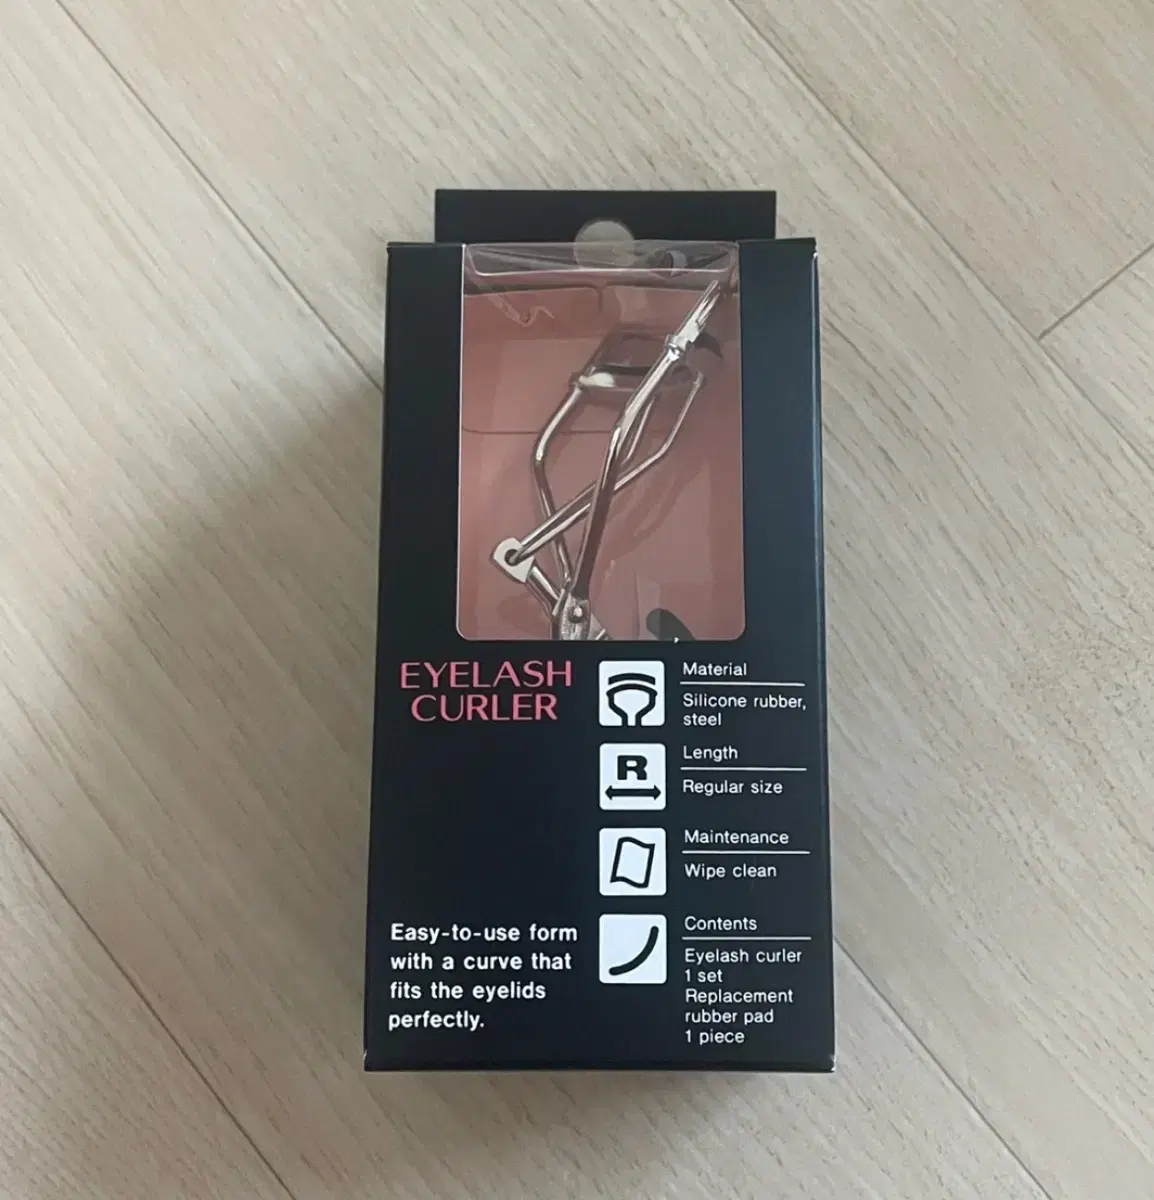 EYELASH
CURLER
Easy-to-use form
with a curve that
fits the eyelids
perfectly.
Material
Silicone rubber,
steel
R
Length
Regular size
Maintenance
Wipe clean
Contents
Eyelash curler
1 set
Replacement
rubber pad
1 piece